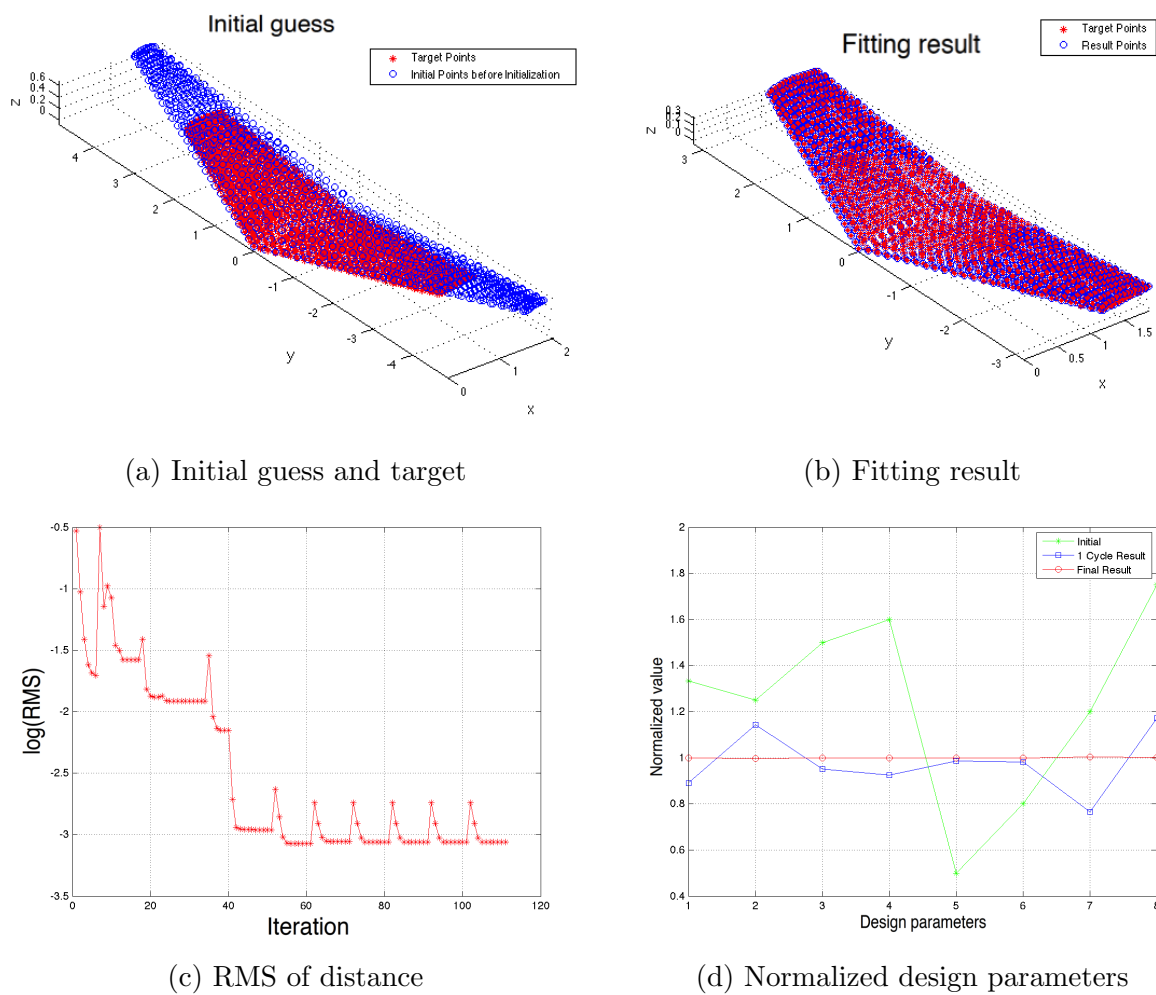 Initial guess
Target Points
Initial Points before Initialization
0.6
0.4
0.2
0
z
4
3
2
1
0
-1
-2
-3
-4
y
0
1
2
x
(a) Initial guess and target
Fitting result
Target Points
Result Points
0.3
0.2
0.1
0
z
3
2
1
0
-1
-2
-3
y
0
0.5
1
1.5
x
(b) Fitting result
-0.5
-1
-1.5
-2
-2.5
-3
-3.5
log(RMS)
0 20 40 60 80 100 120
Iteration
(c) RMS of distance
2
1.8
1.6
1.4
1.2
1
0.8
0.6
0.4
Normalized value
Initial
1 Cycle Result
Final Result
1 2 3 4 5 6 7 8
Design parameters
(d) Normalized design parameters